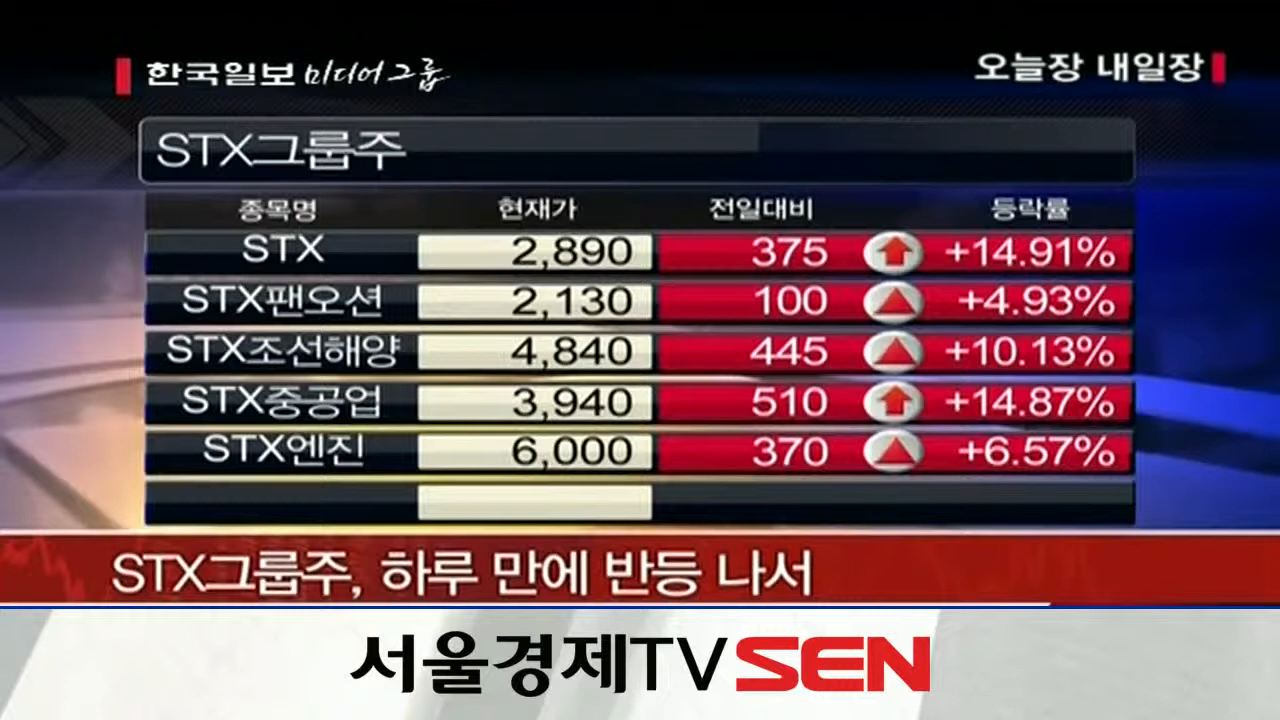 한국일보 미디어그룹
오늘장 내일장
STX그룹주
종목명 현재가 전일대비 등락률
STX 2,890 375 +14.91%
STX팬오션 2,130 100 +4.93%
STX조선해양 4,840 445 +10.13%
STX중공업 3,940 510 +14.87%
STX엔진 6,000 370 +6.57%
STX그룹주, 하루 만에 반등 나서
서울경제TV SEN